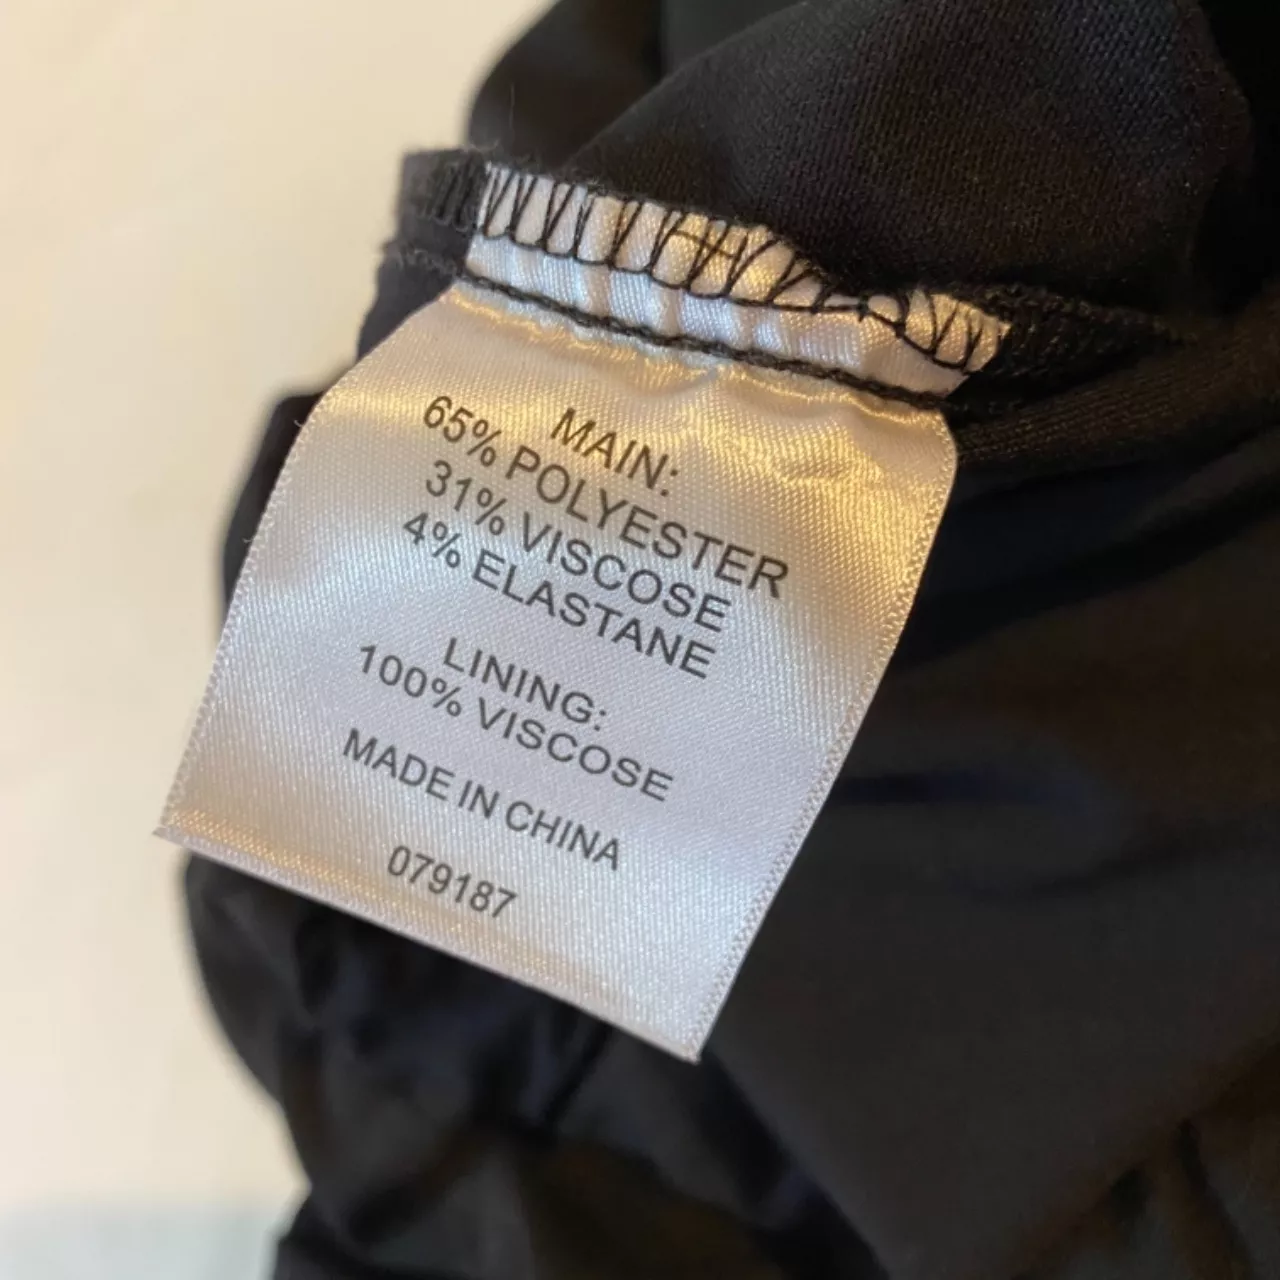 MAIN:
65% POLYESTER
31% VISCOSE
4% ELASTANE
LINING:
100% VISCOSE
MADE IN CHINA
079187